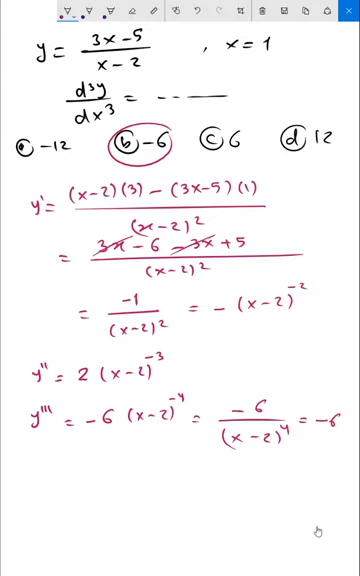 y = (3x-5)/(x-2) , x=1
d³y/dx³ = - - ———
ⓐ -12 ⓑ -6 ⓒ 6 ⓓ 12
y' = ((x-2)(3) - (3x-5)(1))/(x-2)²
= (3x - 6 - 3x + 5)/(x-2)²
= -1/(x-2)² = - (x-2)⁻²
y'' = 2 (x-2)⁻³
y''' = -6 (x-2)⁻⁴ = -6/(x-2)⁴ = -6